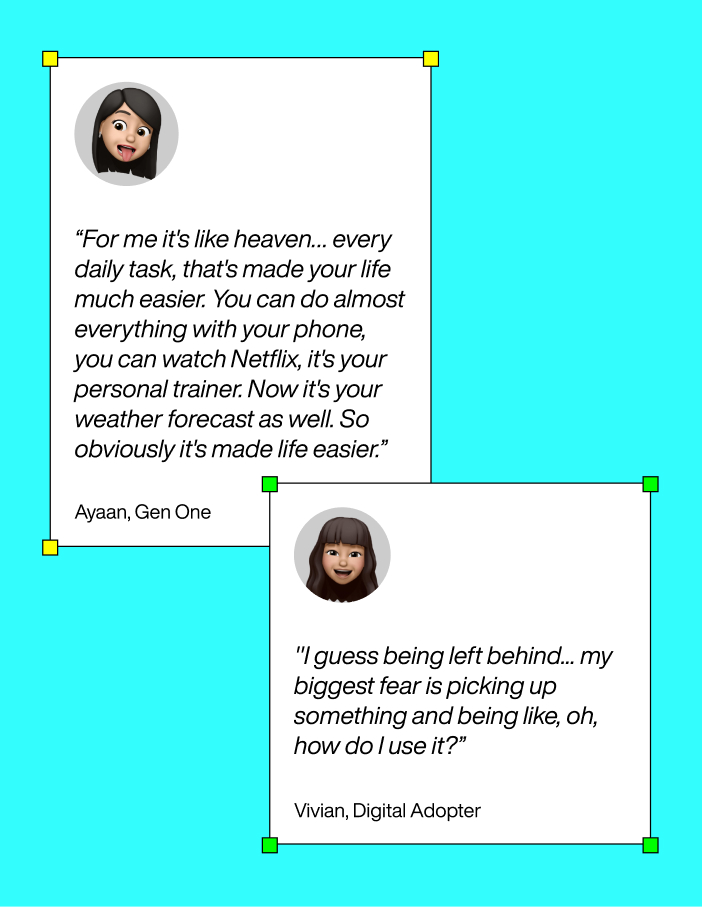 “For me it's like heaven... every
daily task, that's made your life
much easier. You can do almost
everything with your phone,
you can watch Netflix, it's your
personal trainer. Now it's your
weather forecast as well. So
obviously it's made life easier.”
Ayaan, Gen One
"I guess being left behind... my
biggest fear is picking up
something and being like, oh,
how do I use it?”
Vivian, Digital Adopter